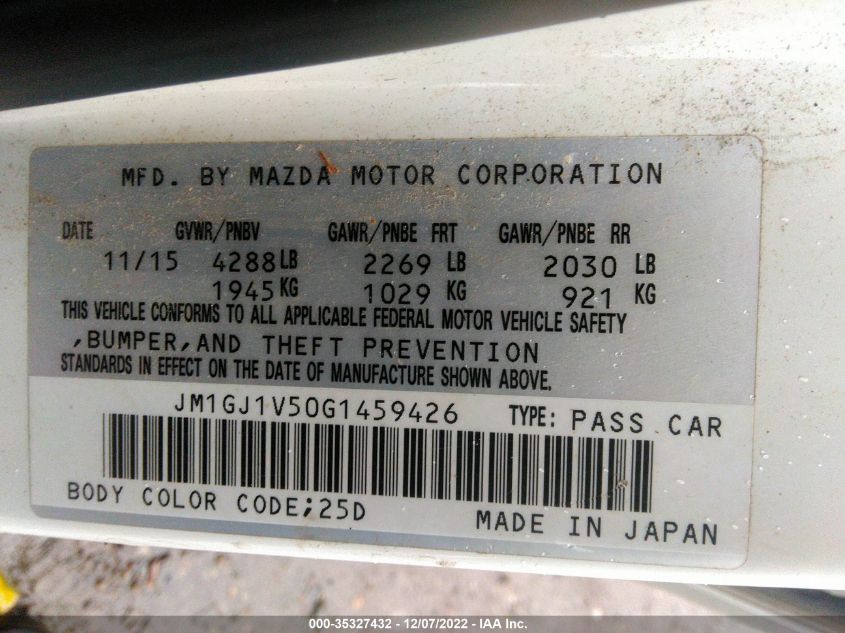 MFD. BY MAZDA MOTOR CORPORATION
DATE GVWR/PNBV GAWR/PNBE FRT GAWR/PNBE RR
11/15 4288 LB 2269 LB 2030 LB
1945 KG 1029 KG 921 KG
THIS VEHICLE CONFORMS TO ALL APPLICABLE FEDERAL MOTOR VEHICLE SAFETY
,BUMPER,AND THEFT PREVENTION
STANDARDS IN EFFECT ON THE DATE OF MANUFACTURE SHOWN ABOVE.
JM1GJ1V50G1459426 TYPE: PASS CAR
BODY COLOR CODE;25D MADE IN JAPAN
000-35327432 - 12/07/2022 - IAA Inc.